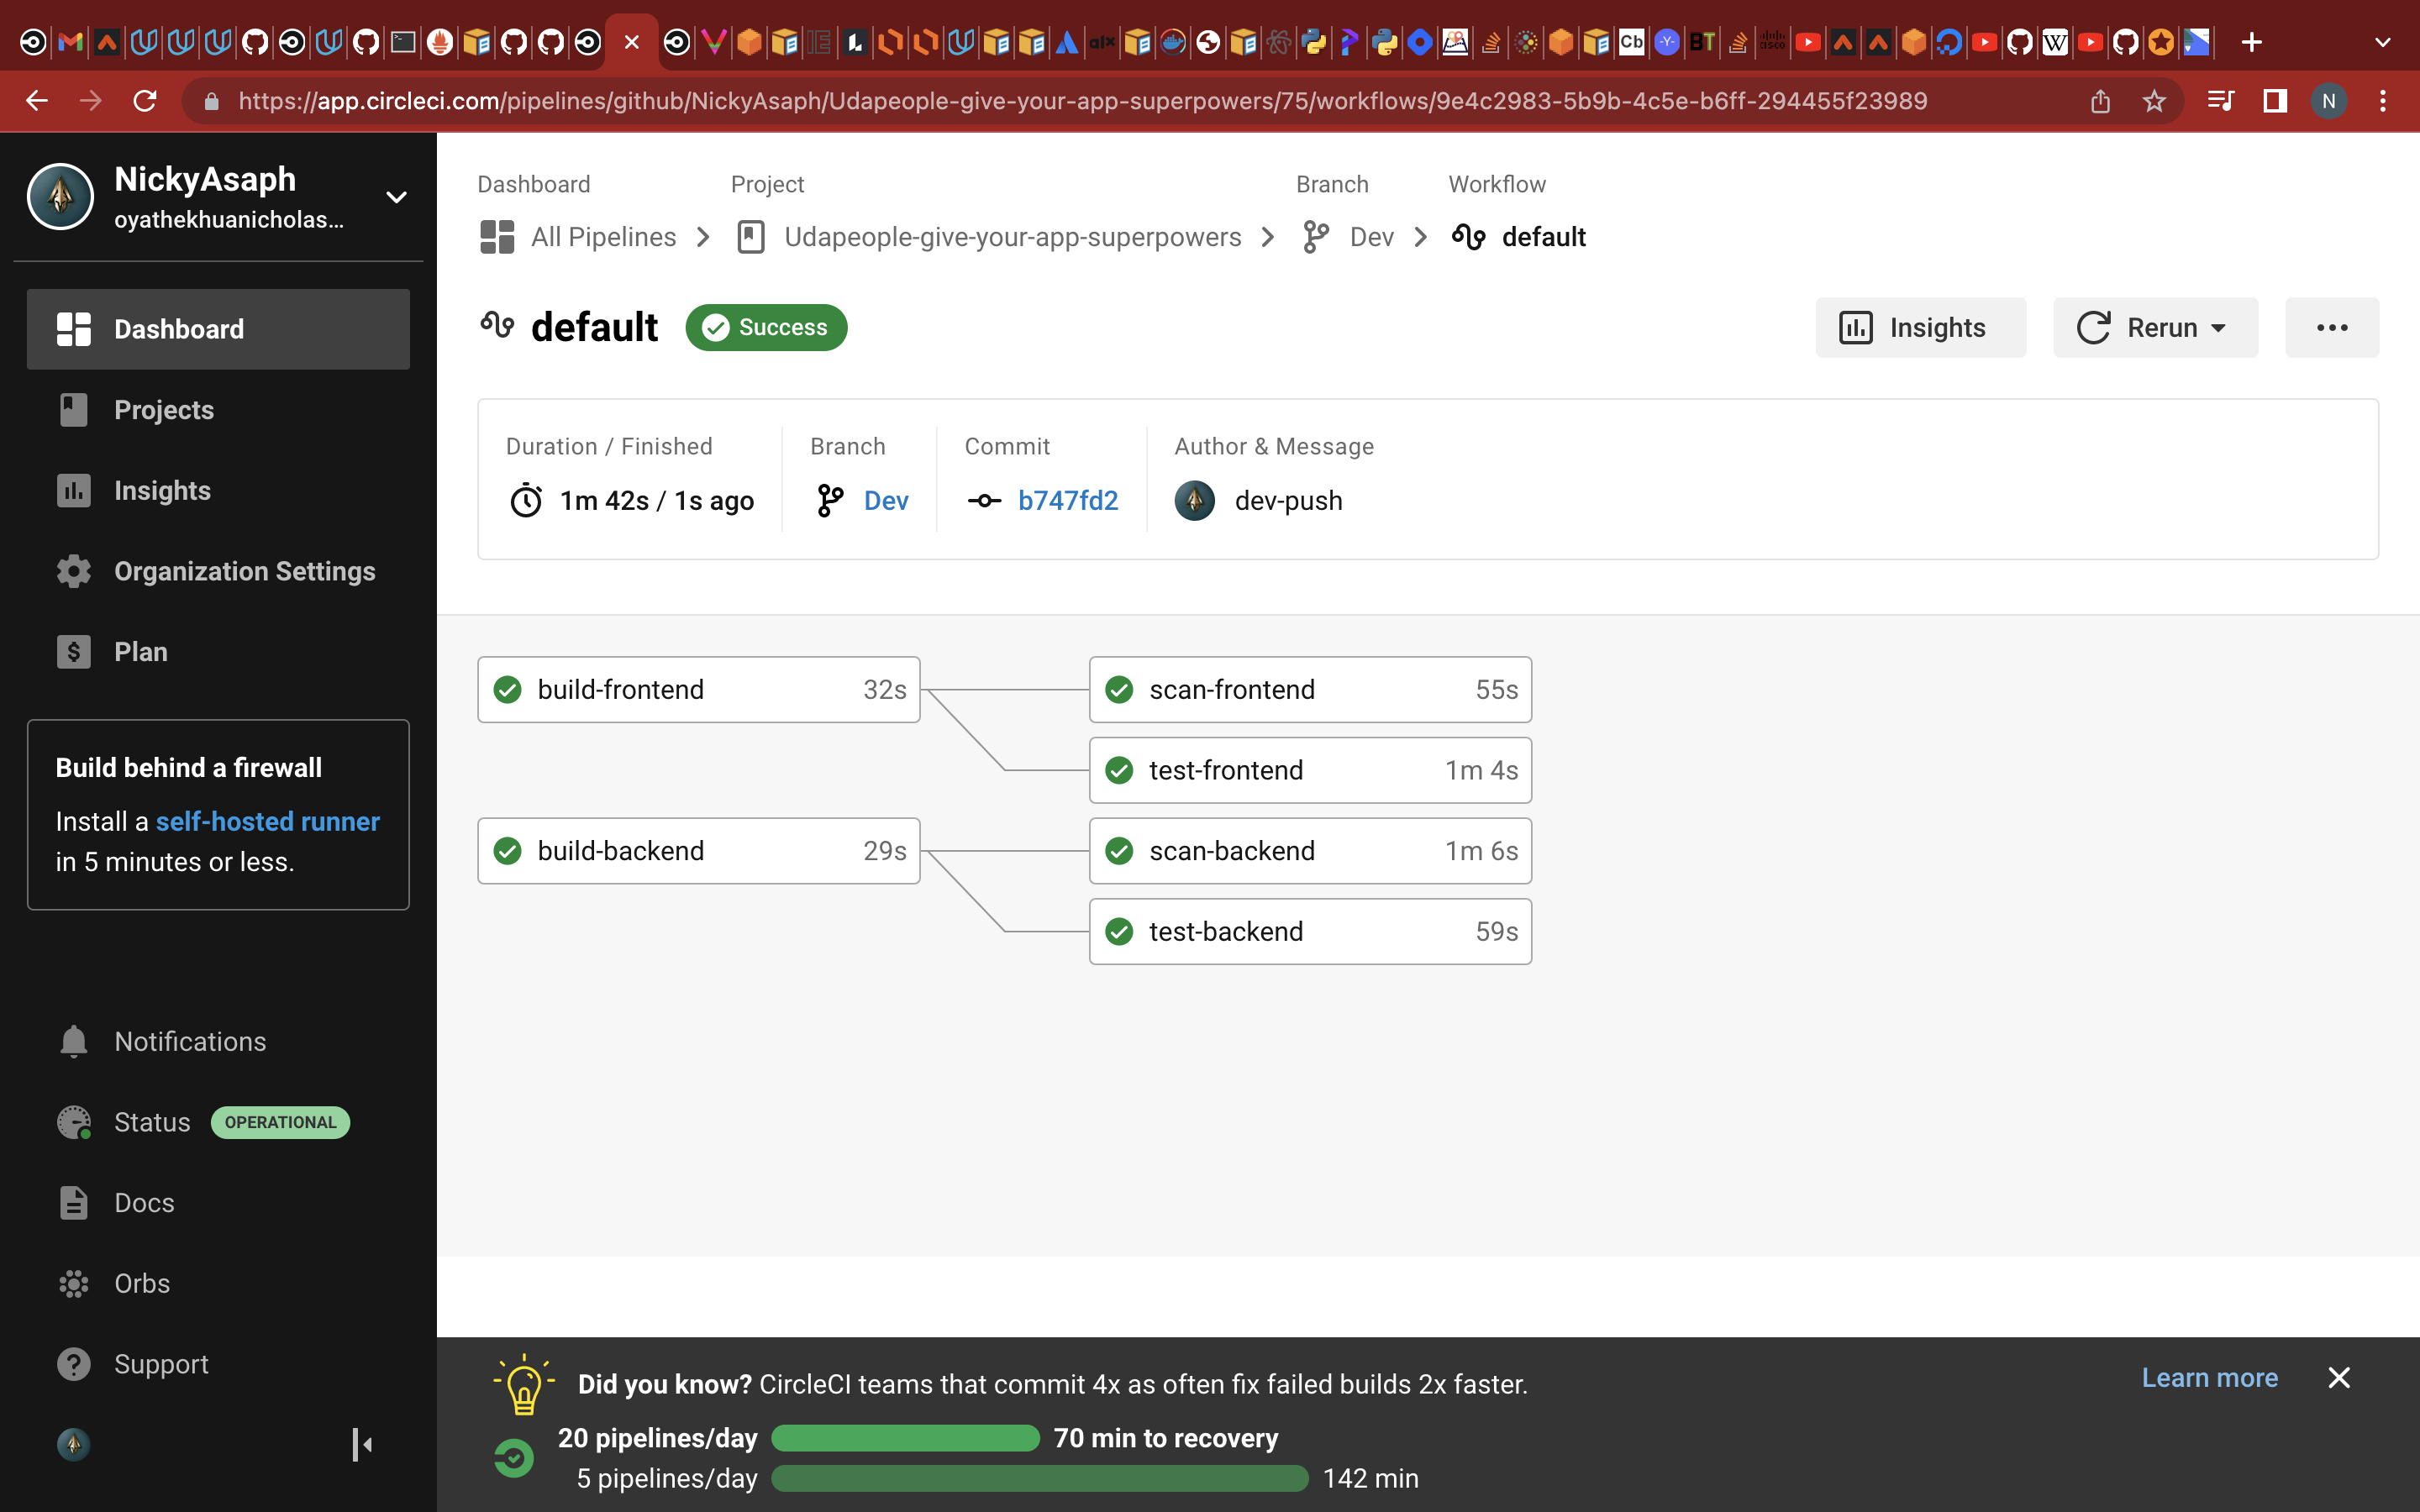 https://app.circleci.com/pipelines/github/NickyAsaph/Udapeople-give-your-app-superpowers/75/workflows/9e4c2983-5b9b-4c5e-b6ff-294455f23989
N
NickyAsaph
oyathekhuanicholas...
Dashboard
Projects
Insights
Organization Settings
Plan
Build behind a firewall
Install a self-hosted runner
in 5 minutes or less.
Notifications
Status OPERATIONAL
Docs
Orbs
Support
Dashboard Project Branch Workflow
All Pipelines Udapeople-give-your-app-superpowers Dev default
default Success
Insights Rerun
Duration / Finished Branch Commit Author & Message
1m 42s / 1s ago Dev b747fd2 dev-push
build-frontend 32s
scan-frontend 55s
test-frontend 1m 4s
build-backend 29s
scan-backend 1m 6s
test-backend 59s
Did you know? CircleCI teams that commit 4x as often fix failed builds 2x faster.
Learn more
20 pipelines/day 70 min to recovery
5 pipelines/day 142 min